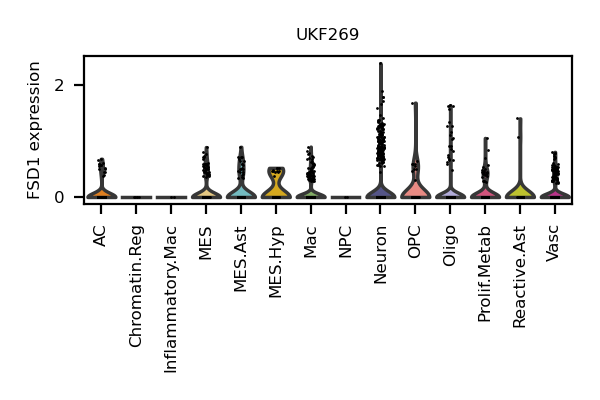 UKF269
FSD1 expression
2
0
AC
Chromatin.Reg
Inflammatory.Mac
MES
MES.Ast
MES.Hyp
Mac
NPC
Neuron
OPC
Oligo
Prolif.Metab
Reactive.Ast
Vasc